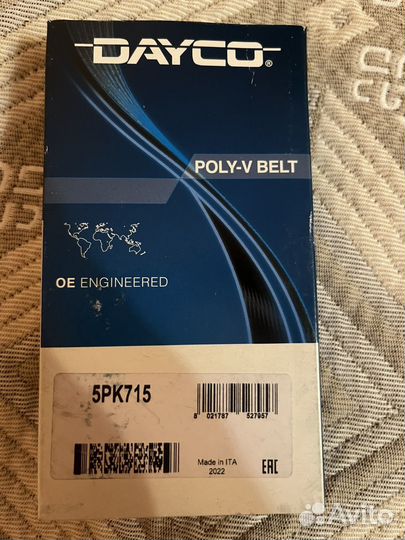 DAYCO®
POLY-V BELT
OE ENGINEERED
5PK715
8 021787 527957
Made in ITA
2022
EAC
Avito